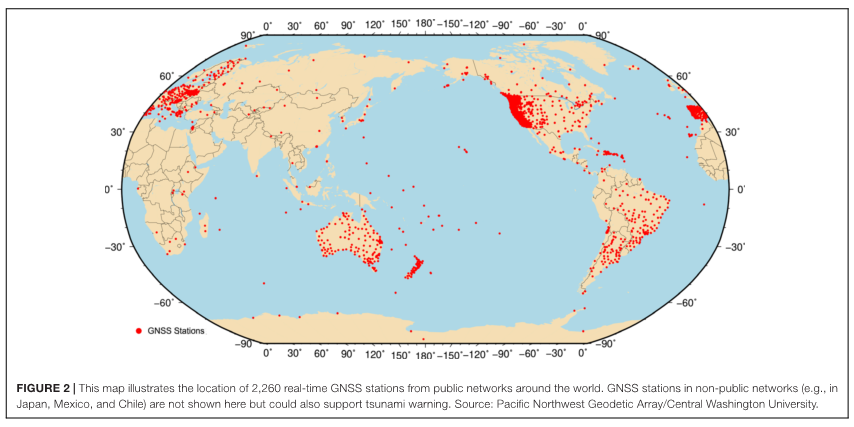 0° 30° 60° 90° 120° 150° 180° −150° −120° −90° −60° −30° 0°
90° 90°
60° 60°
30° 30°
0° 0°
−30° −30°
−60° −60°
GNSS Stations
−90 −90
0° 30° 60° 90° 120° 150° 180° −150° −120° −90° −60° −30° 0°
FIGURE 2 | This map illustrates the location of 2,260 real-time GNSS stations from public networks around the world. GNSS stations in non-public networks (e.g., in
Japan, Mexico, and Chile) are not shown here but could also support tsunami warning. Source: Pacific Northwest Geodetic Array/Central Washington University.